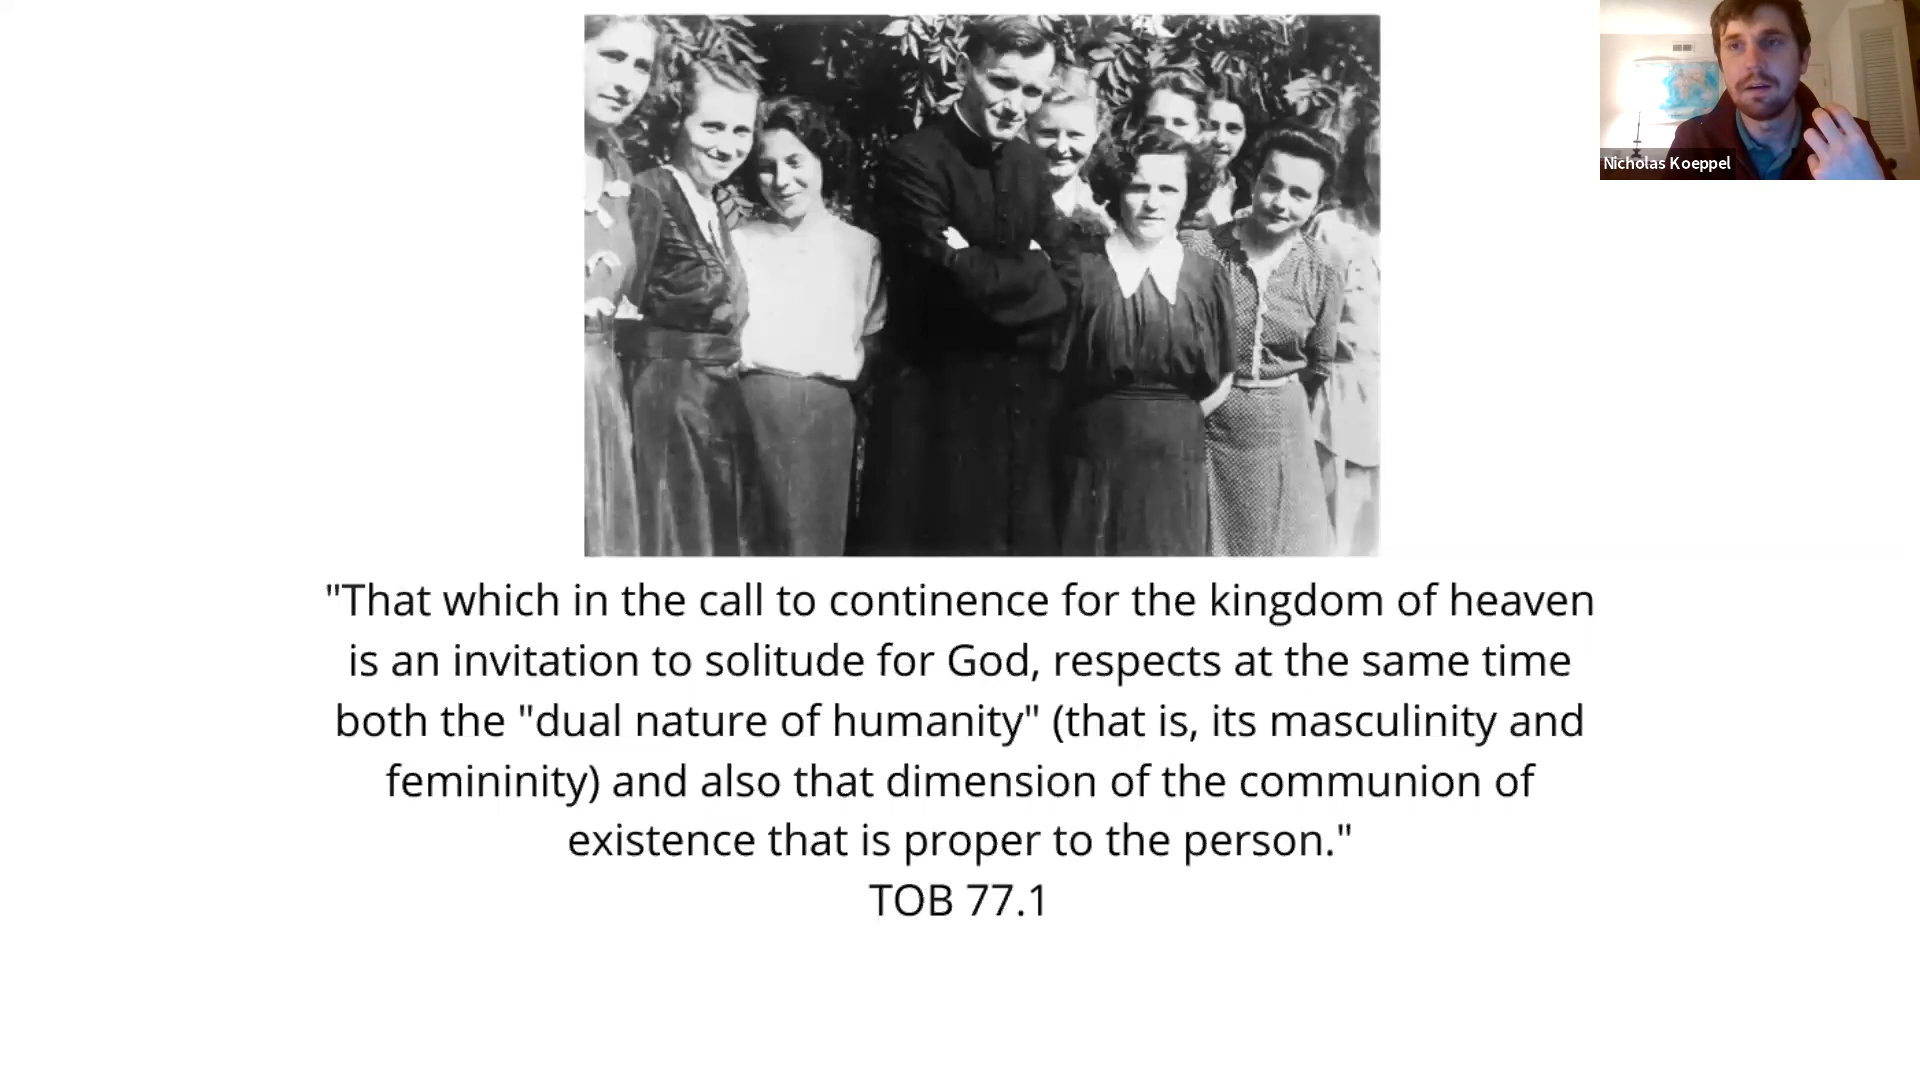 Nicholas Koeppel
"That which in the call to continence for the kingdom of heaven
is an invitation to solitude for God, respects at the same time
both the "dual nature of humanity" (that is, its masculinity and
femininity) and also that dimension of the communion of
existence that is proper to the person."
TOB 77.1